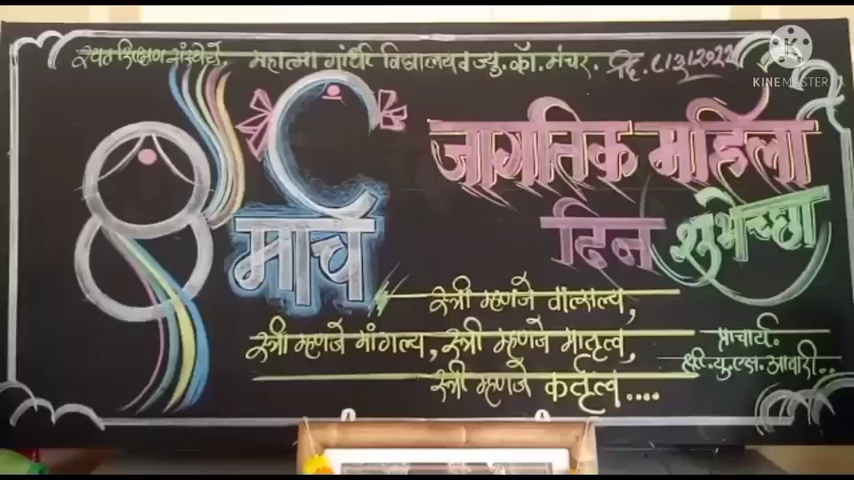 रयत शिक्षण संस्थेचे. महात्मा गांधी विद्यालय व ज्यु. कॉ. मंचर. दि. ८।३।२०२२
८ मार्च
जागतिक महिला
दिन शुभेच्छा
स्त्री म्हणजे वात्सल्य,
स्त्री म्हणजे मांगल्य, स्त्री म्हणजे मातृत्व,
स्त्री म्हणजे कर्तृत्व....
प्राचार्य.
श्री. यु. एस. आवारी..
KINEMASTER